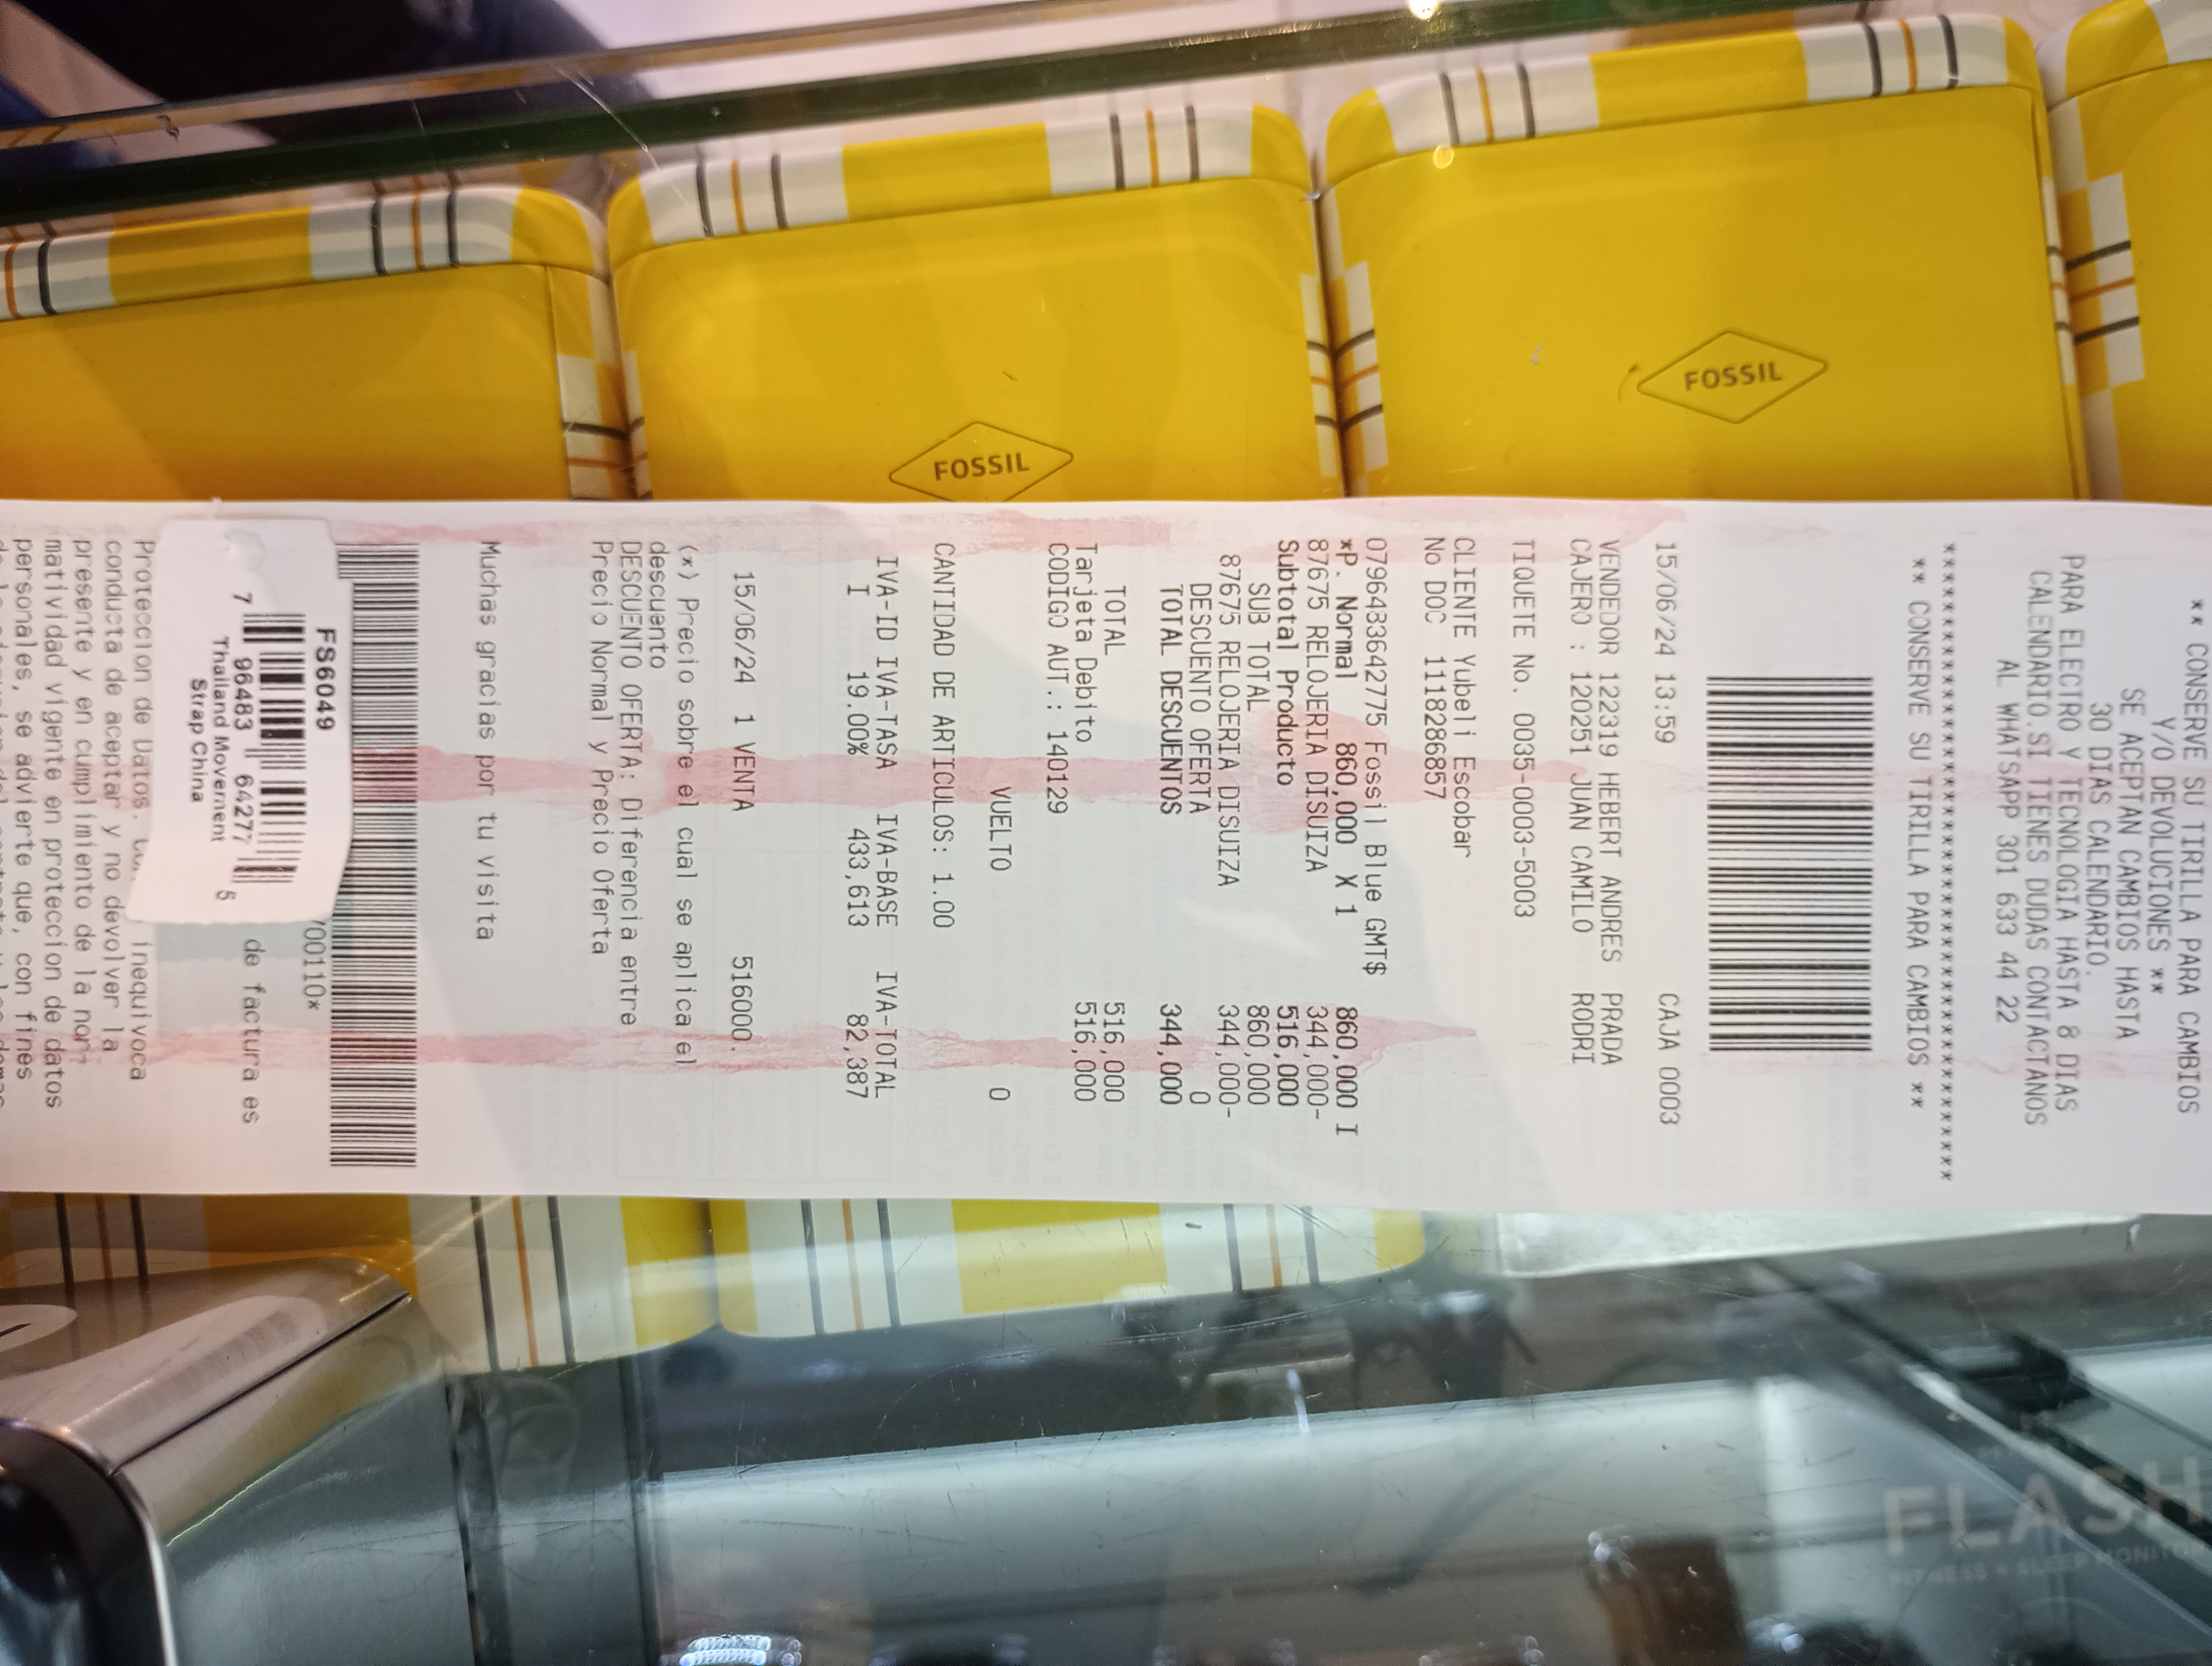 ** CONSERVE SU TIRILLA PARA CAMBIOS
Y/O DEVOLUCIONES **
SE ACEPTAN CAMBIOS HASTA
30 DIAS CALENDARIO.
PARA ELECTRO Y TECNOLOGIA HASTA 8 DIAS
CALENDARIO.SI TIENES DUDAS CONTACTANOS
AL WHATSAPP 301 633 44 22
** CONSERVE SU TIRILLA PARA CAMBIOS **
15/06/24 13:59 CAJA 0003
VENDEDOR 122319 HEBERT ANDRES PRADA
CAJERO : 120251 JUAN CAMILO RODRI
TIQUETE No. 0035-0003-5003
CLIENTE Yubeli Escobar
No DOC 1118286857
0796483642775 Fossil Blue GMT$ 860,000 I
*P. Normal 860,000 X 1
87675 RELOJERIA DISUIZA 344,000-
Subtotal Producto 516,000
SUB TOTAL 860,000
87675 RELOJERIA DISUIZA 344,000-
DESCUENTO OFERTA 0
TOTAL DESCUENTOS 344,000
TOTAL 516,000
Tarjeta Debito 516,000
CODIGO AUT.: 140129
VUELTO 0
CANTIDAD DE ARTICULOS: 1.00
IVA-ID IVA-TASA IVA-BASE IVA-TOTAL
I 19.00% 433,613 82,387
15/06/24 1 VENTA 516000.
(*) Precio sobre el cual se aplica el
descuento
DESCUENTO OFERTA: Diferencia entre
Precio Normal y Precio Oferta
Muchas gracias por tu visita
700110*
de factura es
FS6049
7 96483 64277 5
Thailand Movement
Strap China
Proteccion de Datos. inequivoca
conducta de aceptar y no devolver la
presente y en cumplimiento de la nor-
matividad vigente en proteccion de datos
personales, se advierte que, con fines
FOSSIL
FOSSIL
FLASH